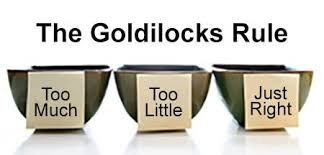 The Goldilocks Rule
Too
Much
Too
Little
Just
Right